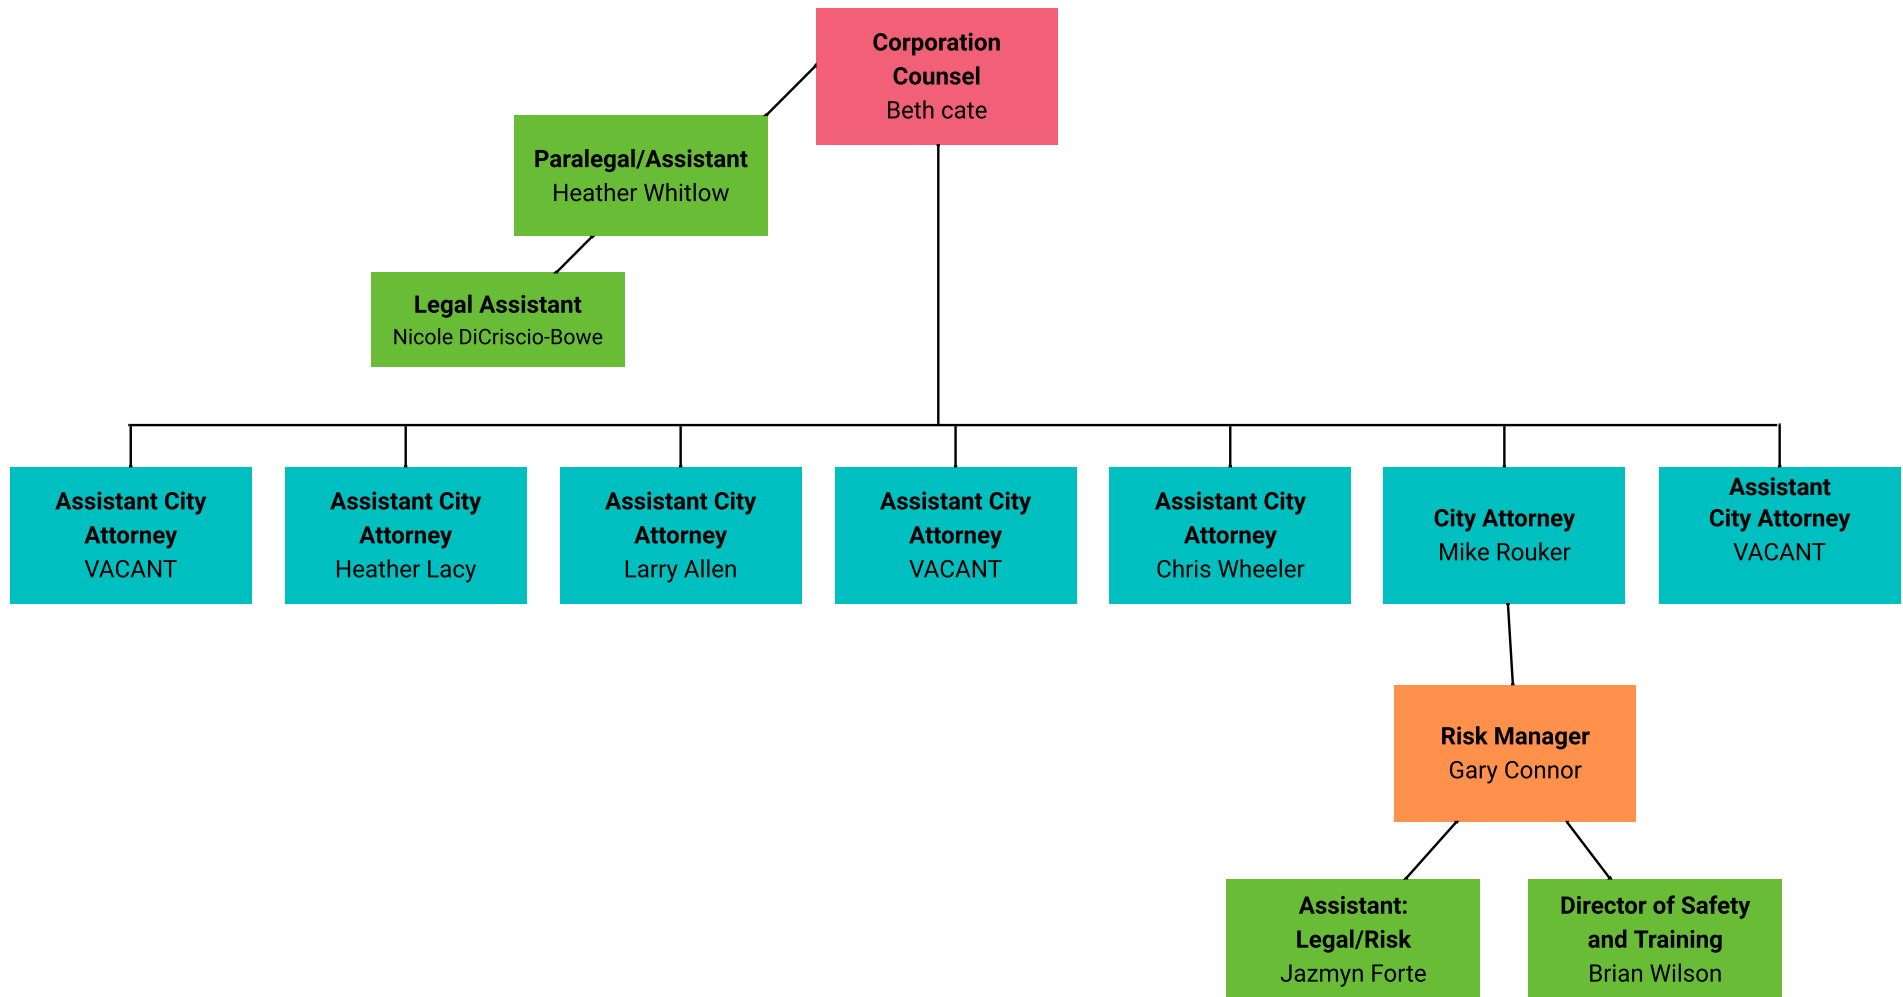 Corporation
Counsel
Beth cate
Paralegal/Assistant
Heather Whitlow
Legal Assistant
Nicole DiCriscio-Bowe
Assistant City
Attorney
VACANT
Assistant City
Attorney
Heather Lacy
Assistant City
Attorney
Larry Allen
Assistant City
Attorney
VACANT
Assistant City
Attorney
Chris Wheeler
City Attorney
Mike Rouker
Assistant
City Attorney
VACANT
Risk Manager
Gary Connor
Assistant:
Legal/Risk
Jazmyn Forte
Director of Safety
and Training
Brian Wilson